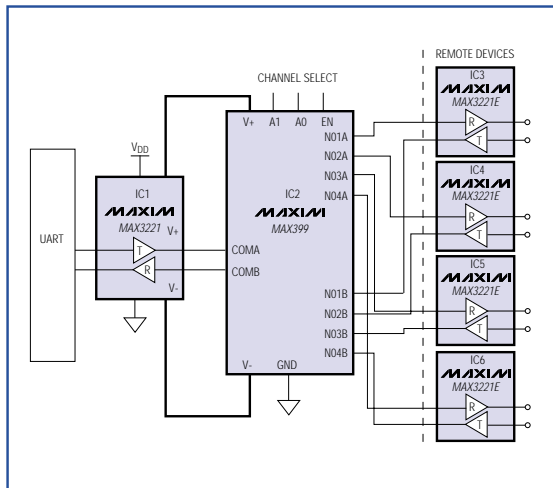 REMOTE DEVICES
CHANNEL SELECT
V+ A1 A0 EN
VDD
UART
IC1
MAXIM
MAX3221
V+
T
R
V-
IC2
MAXIM
MAX399
COMA
COMB
V-
GND
N01A
N02A
N03A
N04A
N01B
N02B
N03B
N04B
IC3
MAXIM
MAX3221E
R
T
IC4
MAXIM
MAX3221E
R
T
IC5
MAXIM
MAX3221E
R
T
IC6
MAXIM
MAX3221E
R
T